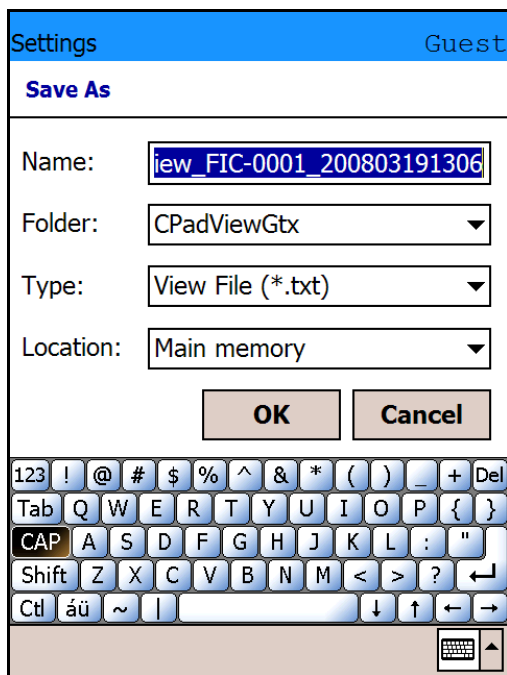 Settings Guest
Save As
Name: iew_FIC-0001_200803191306
Folder: CPadViewGtx
Type: View File (*.txt)
Location: Main memory
OK Cancel
123 ! @ # $ % ^ & * ( ) _ + Del
Tab Q W E R T Y U I O P { }
CAP A S D F G H J K L : "
Shift Z X C V B N M < > ? ↵
Ctl áü ~ | ↓ ↑ ← →